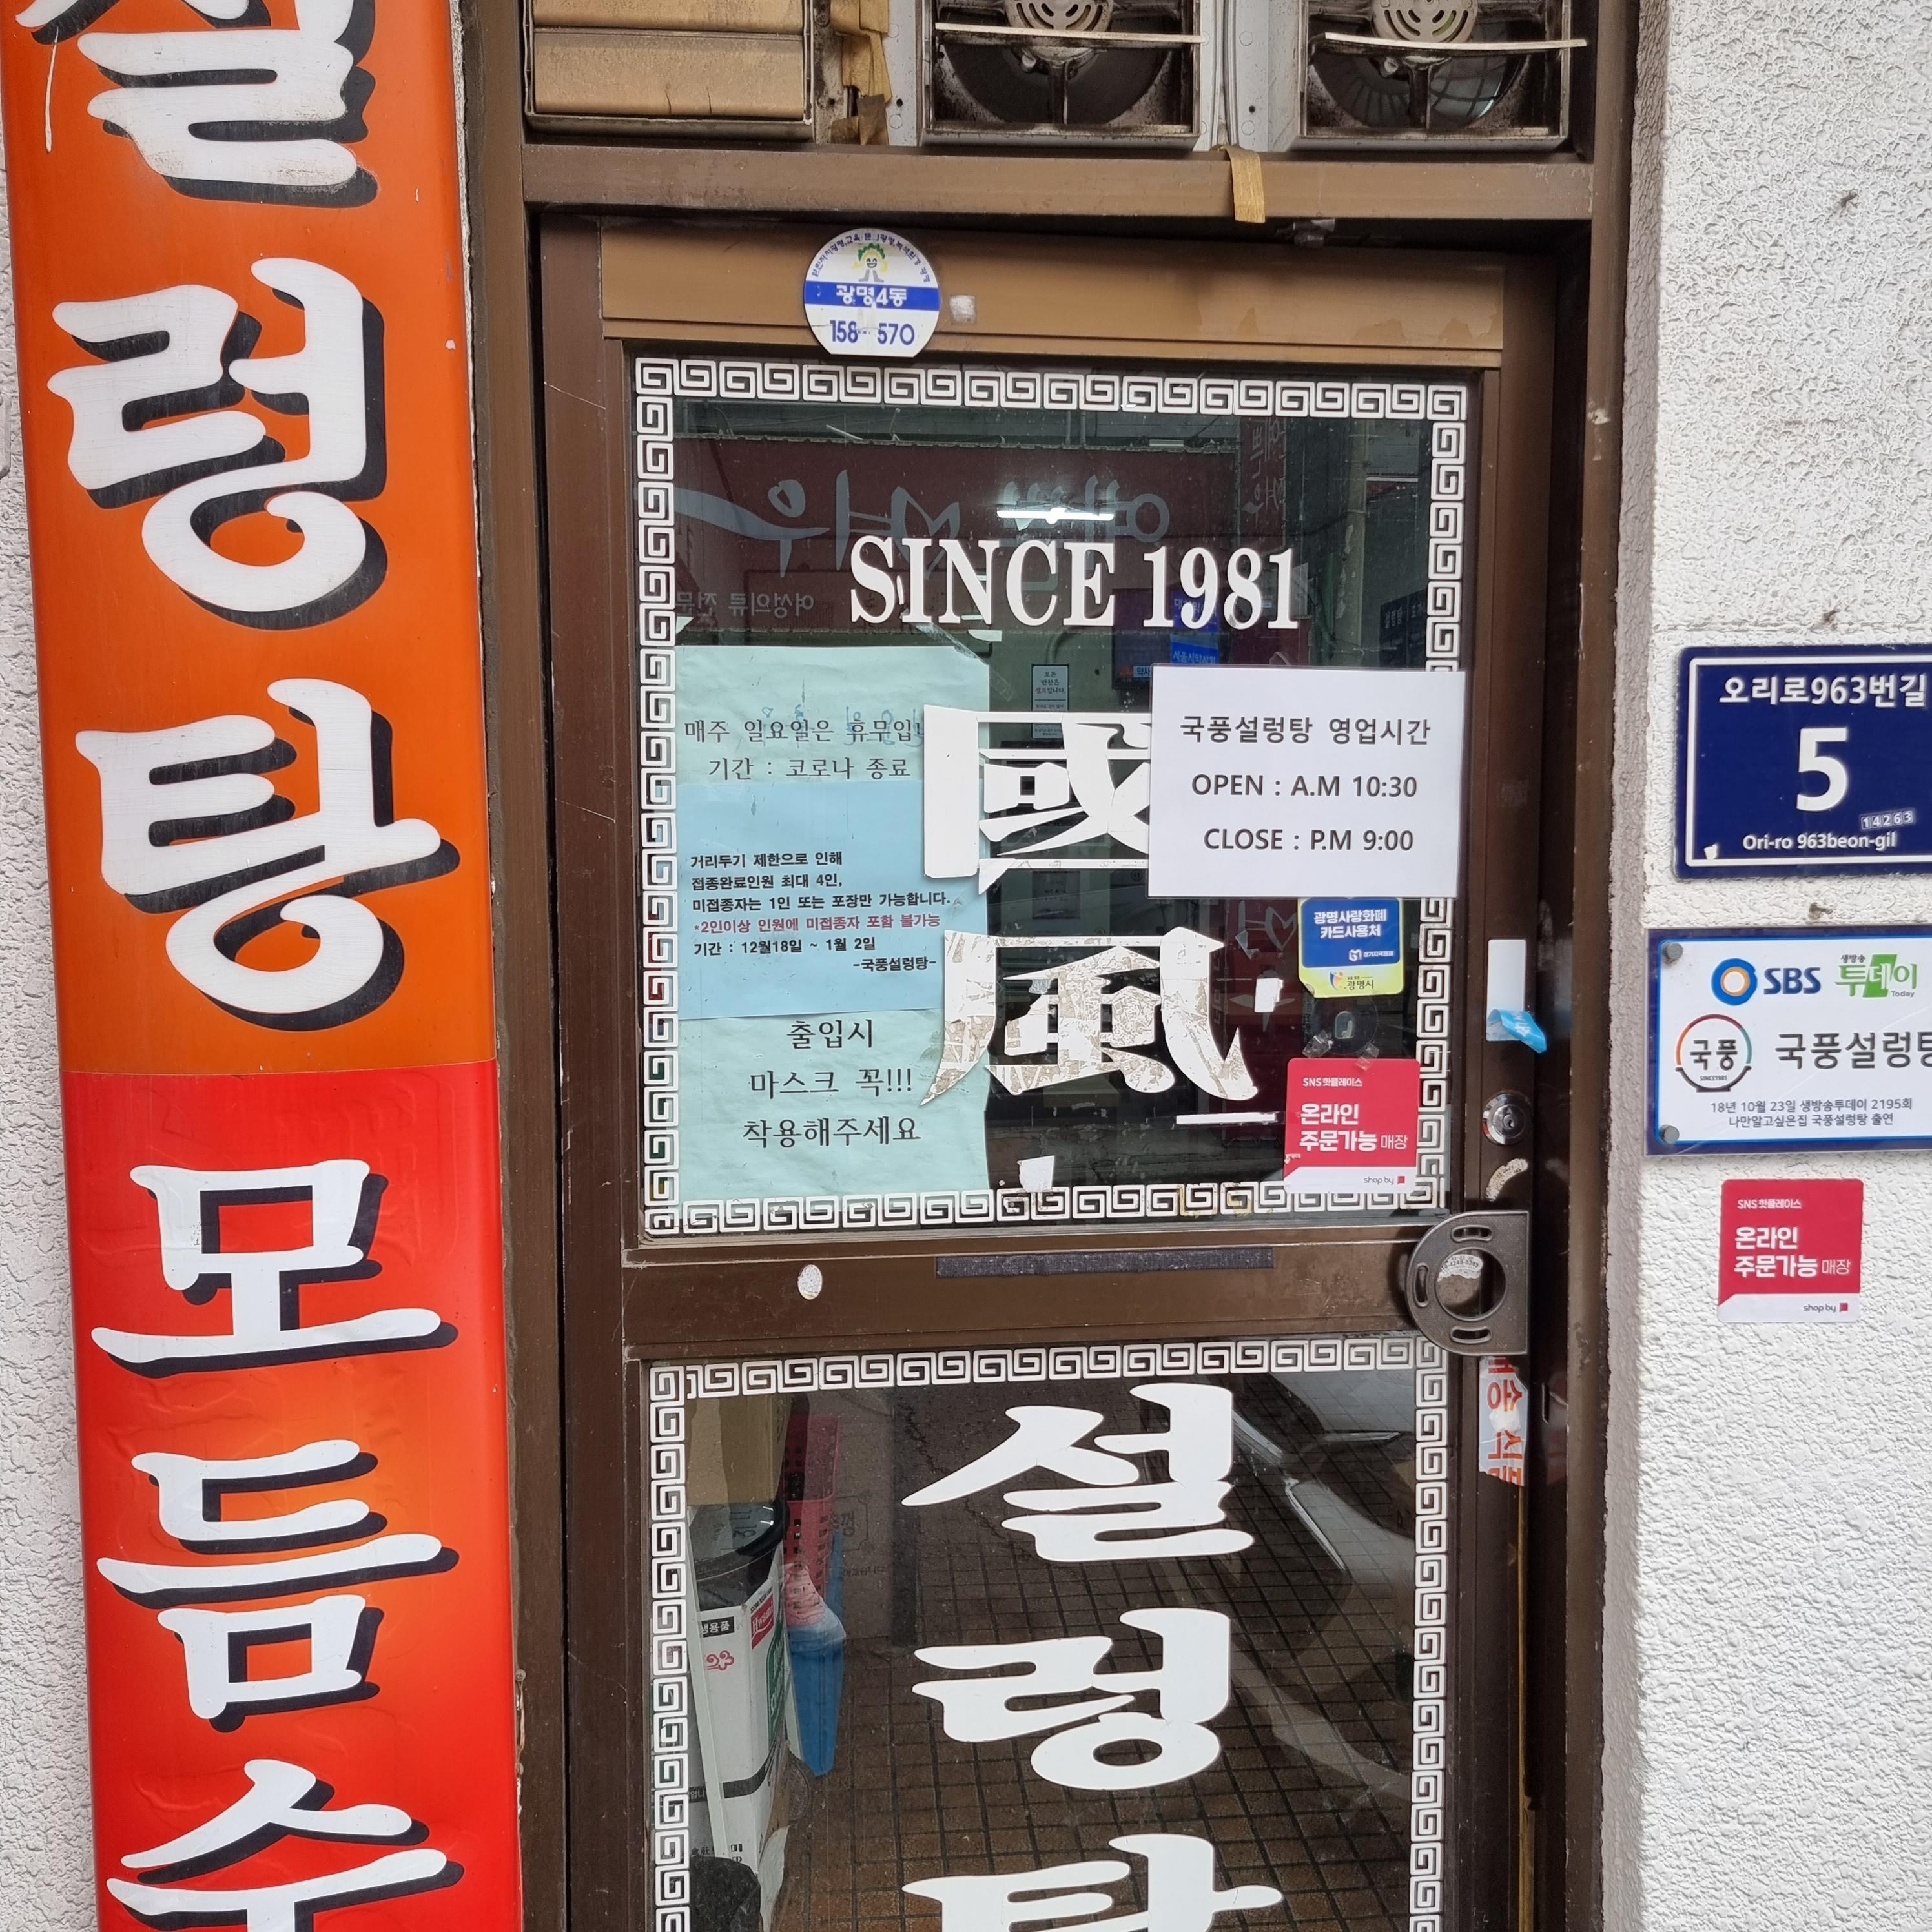 설
렁
탕
모
듬
수
광명4동
158 570
SINCE 1981
매주 일요일은 휴무입니
기간 : 코로나 종료
거리두기 제한으로 인해
접종완료인원 최대 4인,
미접종자는 1인 또는 포장만 가능합니다.
*2인이상 인원에 미접종자 포함 불가능
기간 : 12월18일 ~ 1월 2일
-국풍설렁탕-
출입시
마스크 꼭!!!
착용해주세요
國
風
국풍설렁탕 영업시간
OPEN : A.M 10:30
CLOSE : P.M 9:00
광명사랑화폐
카드사용처
경기지역화폐
광명시
SNS 핫플레이스
온라인
주문가능 매장
shop by
설
렁
탕
오리로963번길
5
14263
Ori-ro 963beon-gil
SBS 생방송 투데이 Today
국풍 SINCE1981 국풍설렁탕
18년 10월 23일 생방송투데이 2195회
나만알고싶은집 국풍설렁탕 출연
SNS 핫플레이스
온라인
주문가능 매장
shop by